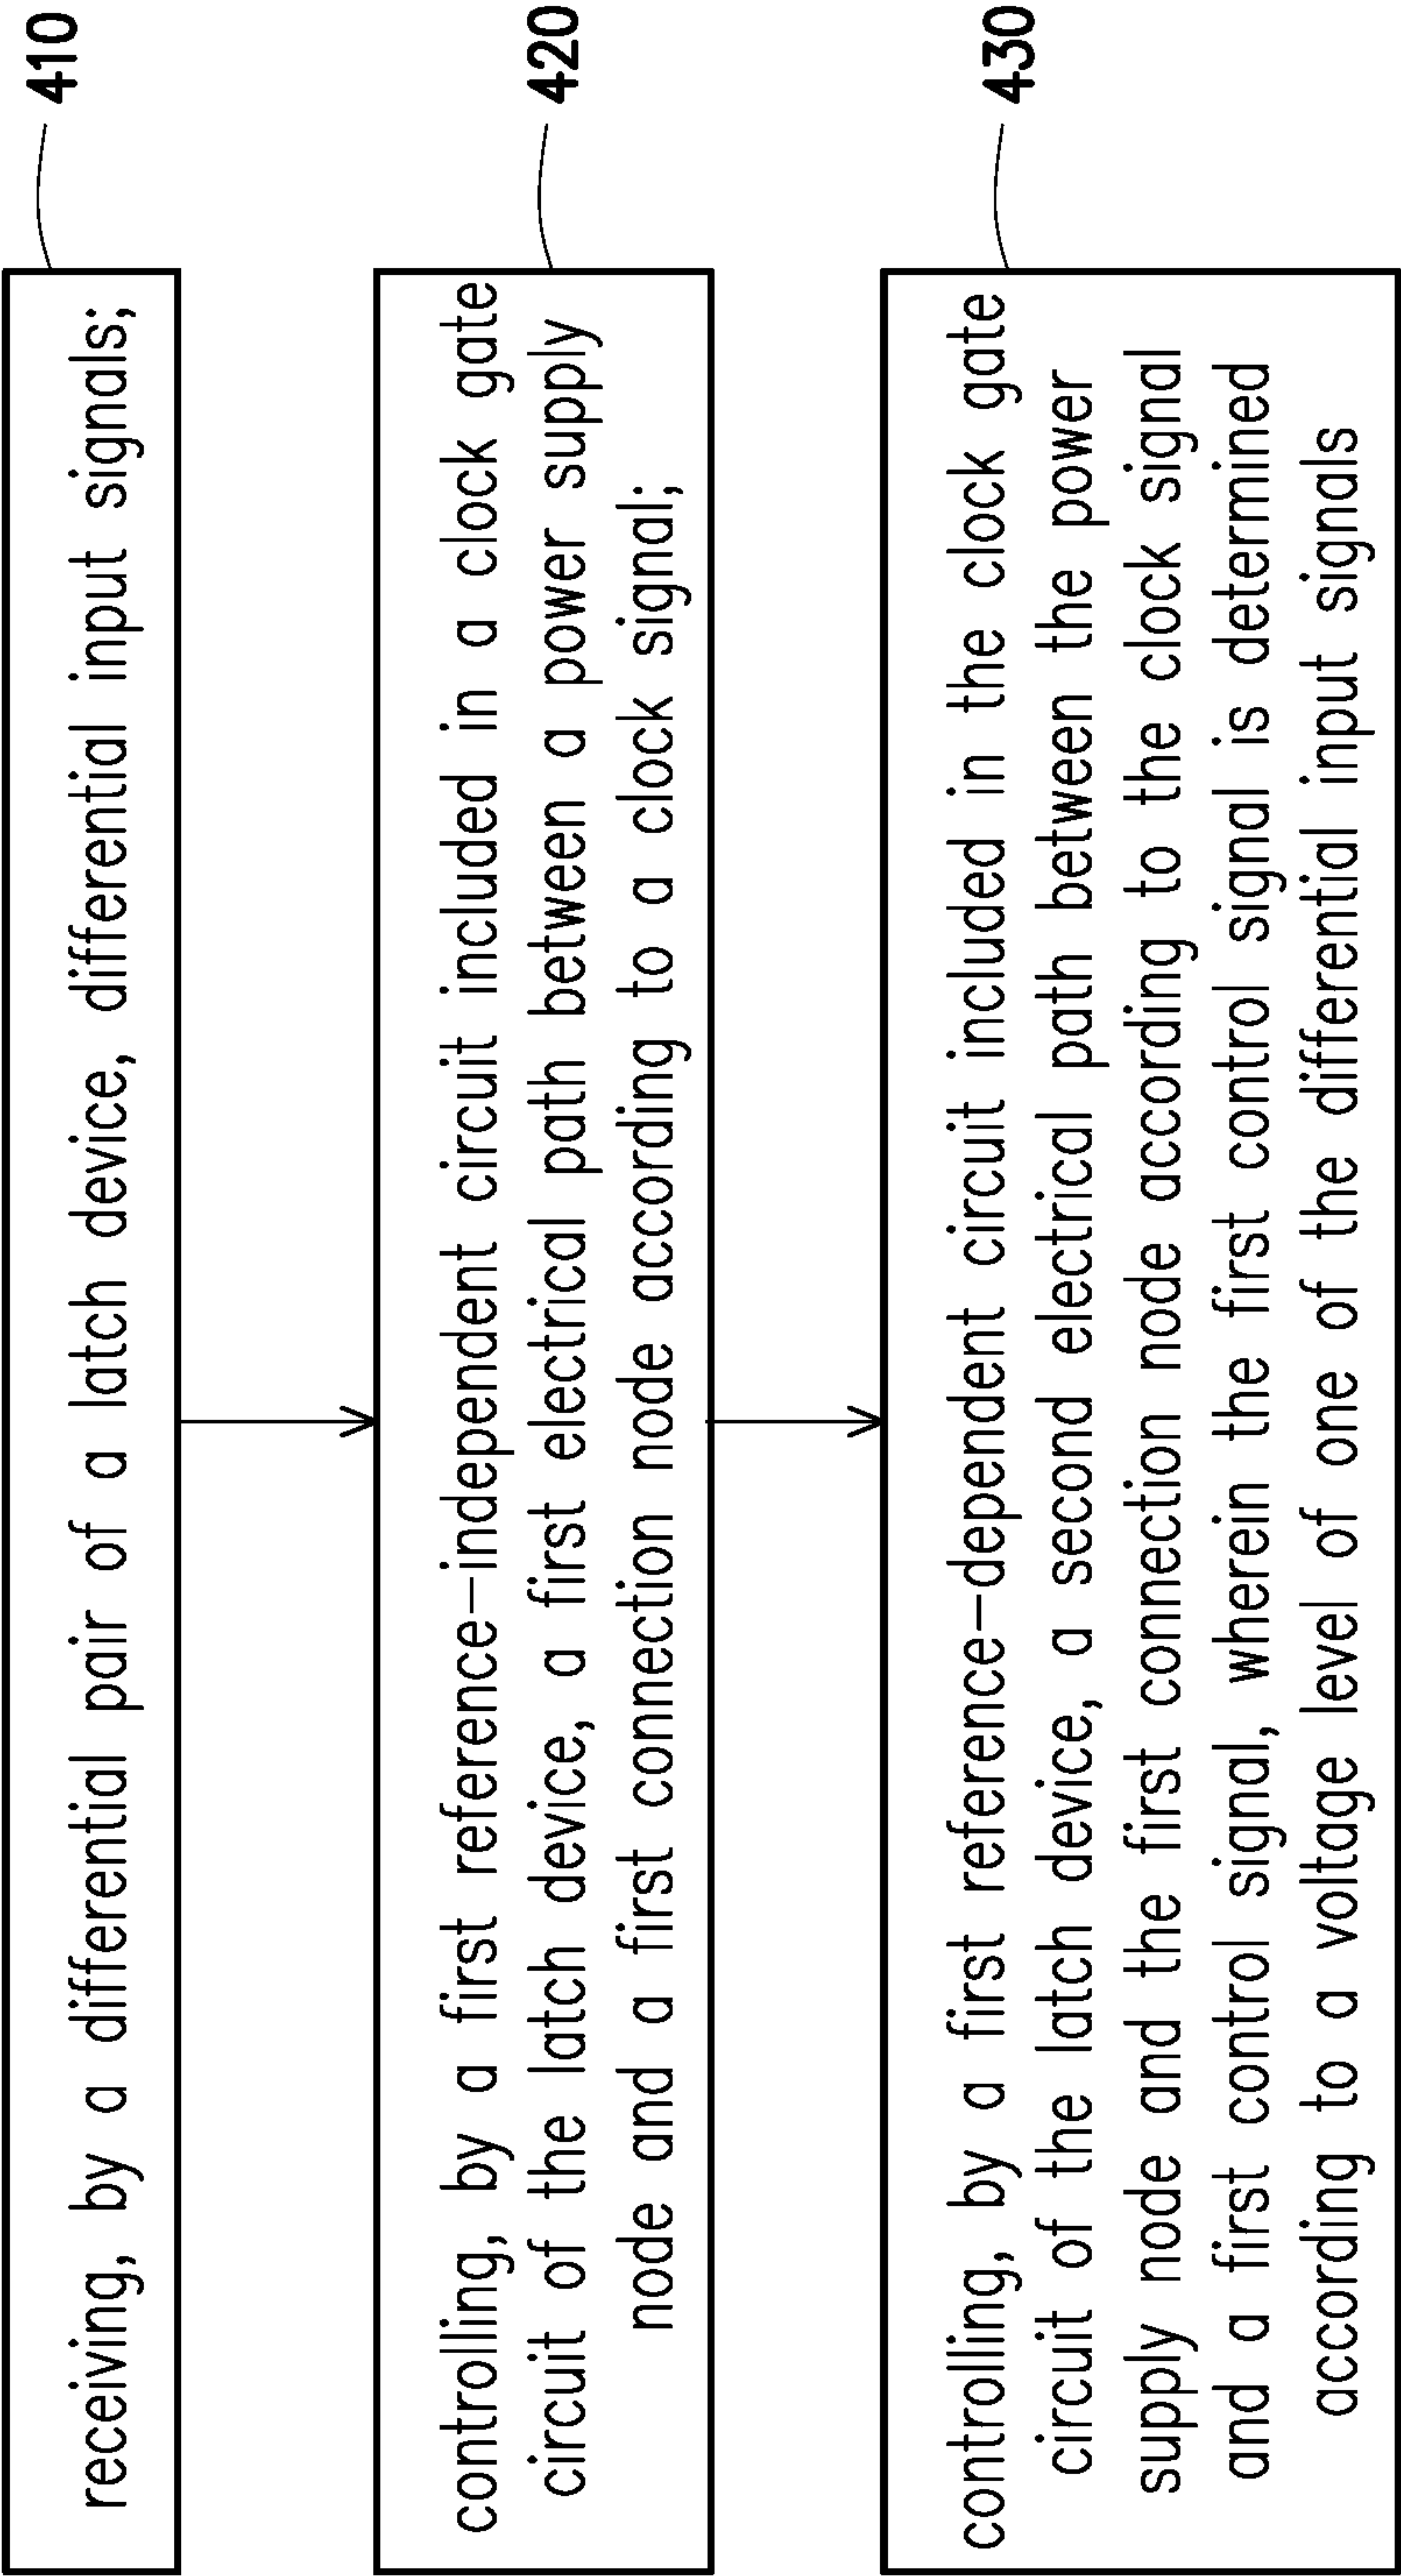 receiving, by a differential pair of a latch device, differential input signals;
410
controlling, by a first reference-independent circuit included in a clock gate
circuit of the latch device, a first electrical path between a power supply
node and a first connection node according to a clock signal;
420
controlling, by a first reference-dependent circuit included in the clock gate
circuit of the latch device, a second electrical path between the power
supply node and the first connection node according to the clock signal
and a first control signal, wherein the first control signal is determined
according to a voltage level of one of the differential input signals
430